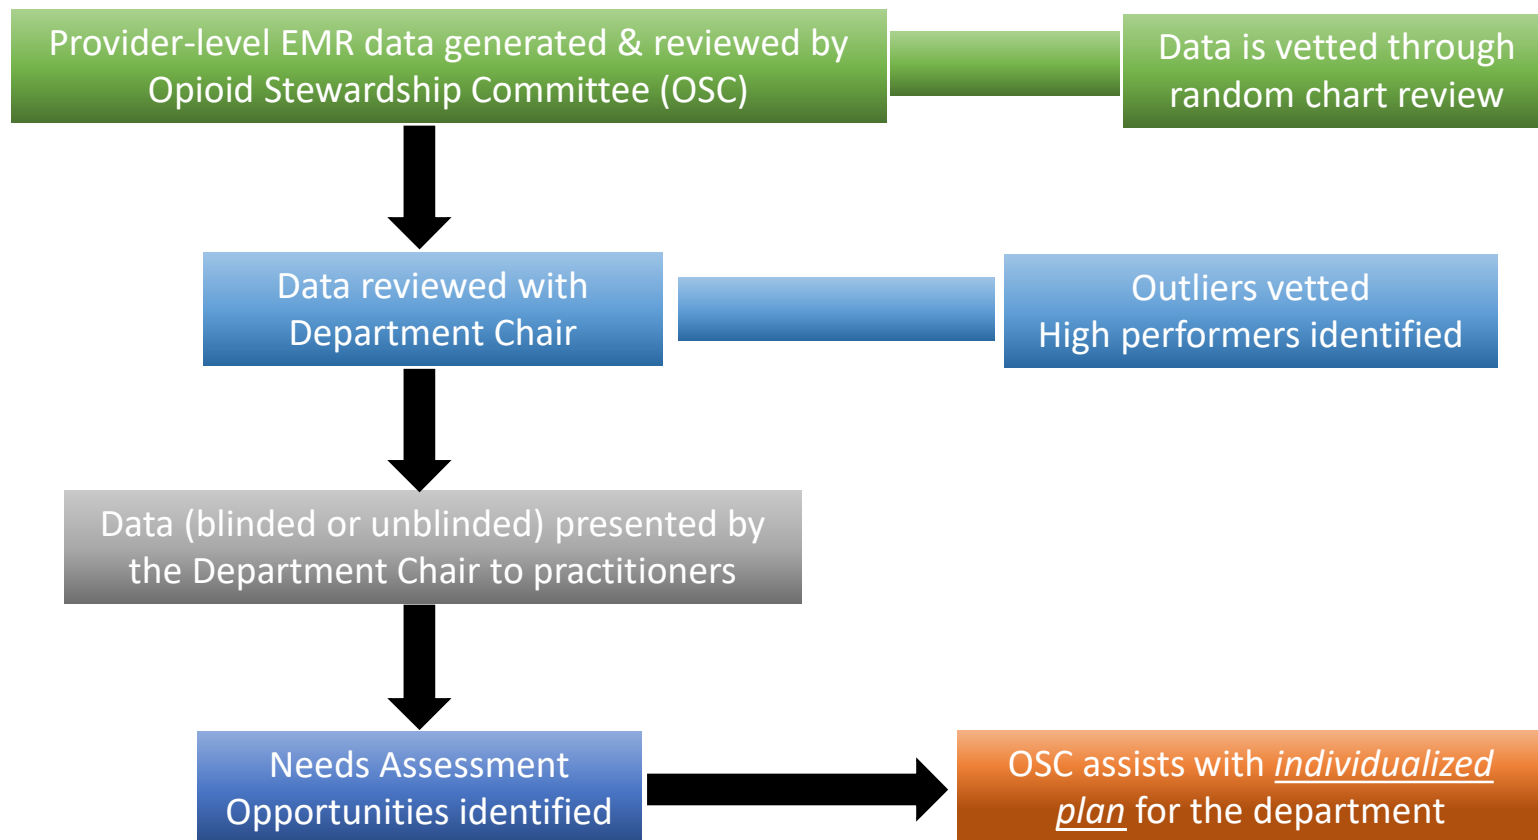 Provider-level EMR data generated & reviewed by
Opioid Stewardship Committee (OSC)
Data is vetted through
random chart review
Data reviewed with
Department Chair
Outliers vetted
High performers identified
Data (blinded or unblinded) presented by
the Department Chair to practitioners
Needs Assessment
Opportunities identified
OSC assists with individualized
plan for the department